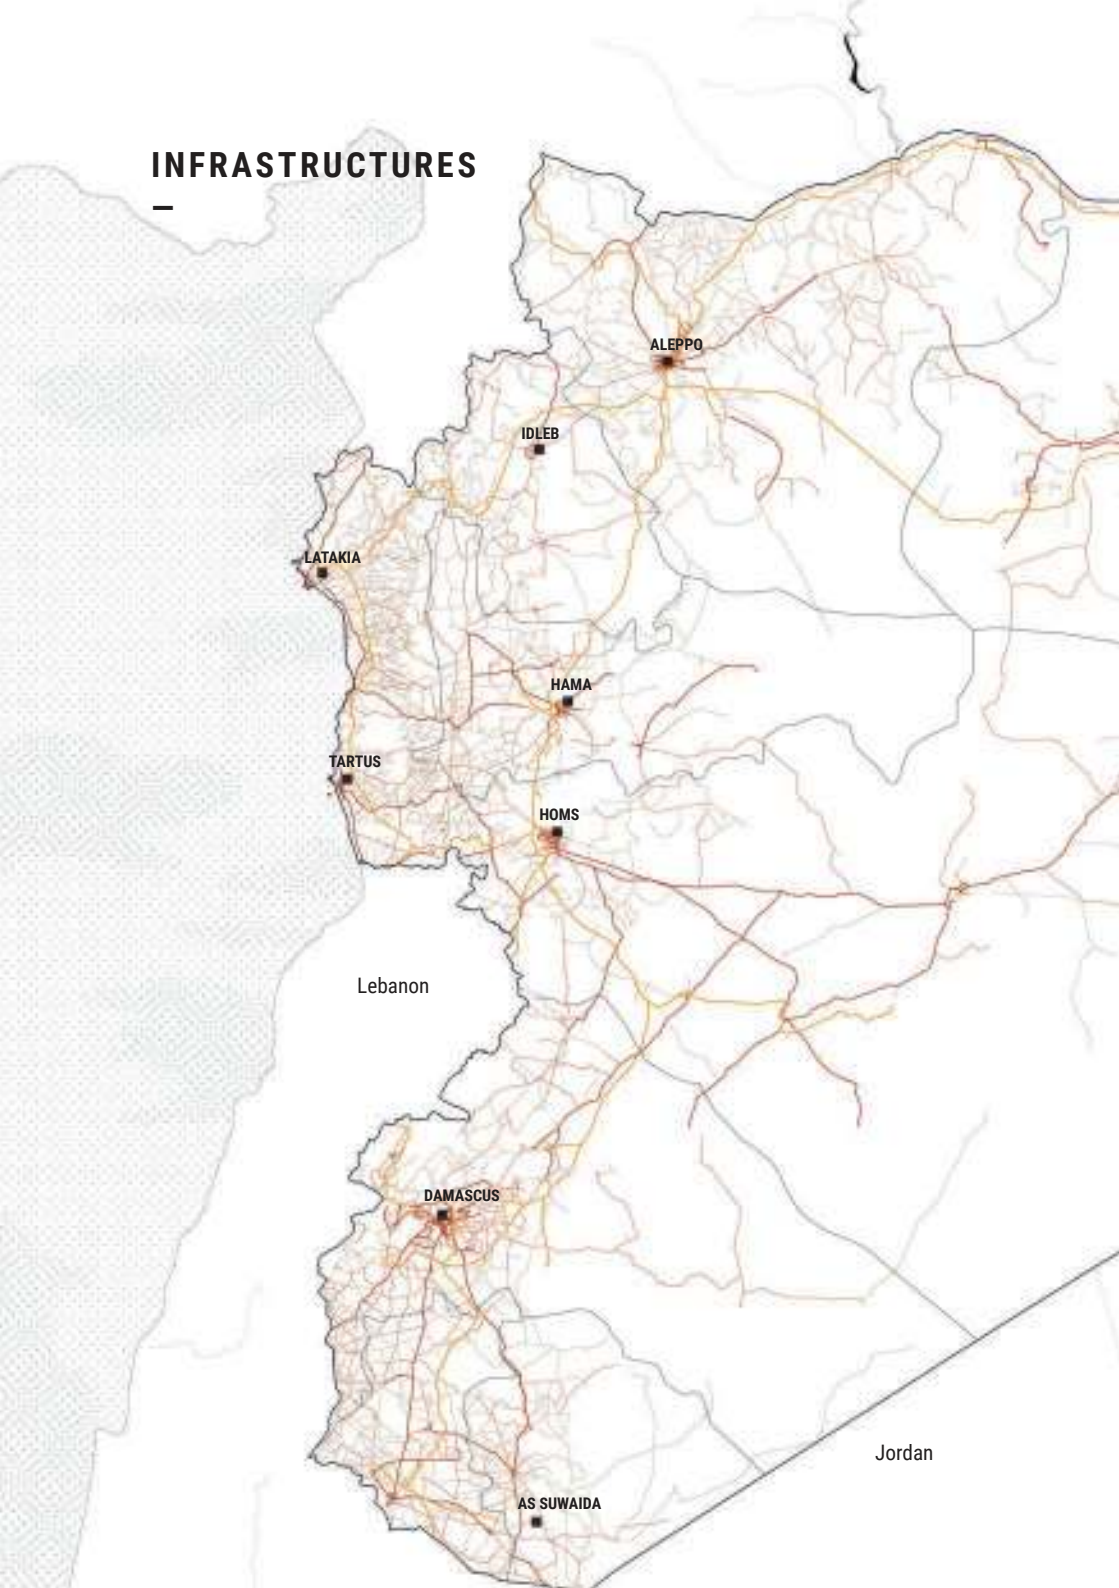 INFRASTRUCTURES
ALEPPO
IDLEB
LATAKIA
HAMA
TARTUS
HOMS
Lebanon
DAMASCUS
Jordan
AS SUWAIDA